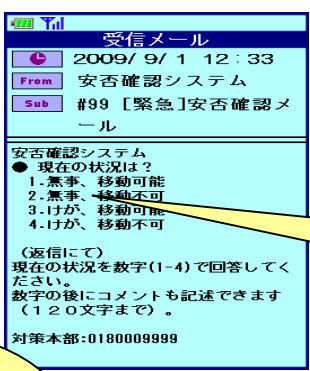 受信メール
2009/ 9/ 1 12:33
From 安否確認システム
Sub #99 [緊急]安否確認メ
ール
安否確認システム
● 現在の状況は?
1.無事、移動可能
2.無事、移動不可
3.けが、移動可能
4.けが、移動不可
(返信にて)
現在の状況を数字(1-4)で回答してく
ださい。
数字の後にコメントも記述できます
(120文字まで)。
対策本部:0180009999